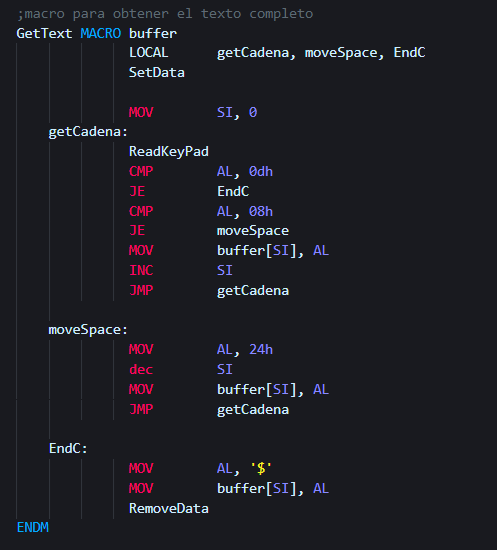 ;macro para obtener el texto completo
GetText MACRO buffer
LOCAL getCadena, moveSpace, EndC
SetData
MOV SI, 0
getCadena:
ReadKeyPad
CMP AL, 0dh
JE EndC
CMP AL, 08h
JE moveSpace
MOV buffer[SI], AL
INC SI
JMP getCadena
moveSpace:
MOV AL, 24h
dec SI
MOV buffer[SI], AL
JMP getCadena
EndC:
MOV AL, '$'
MOV buffer[SI], AL
RemoveData
ENDM